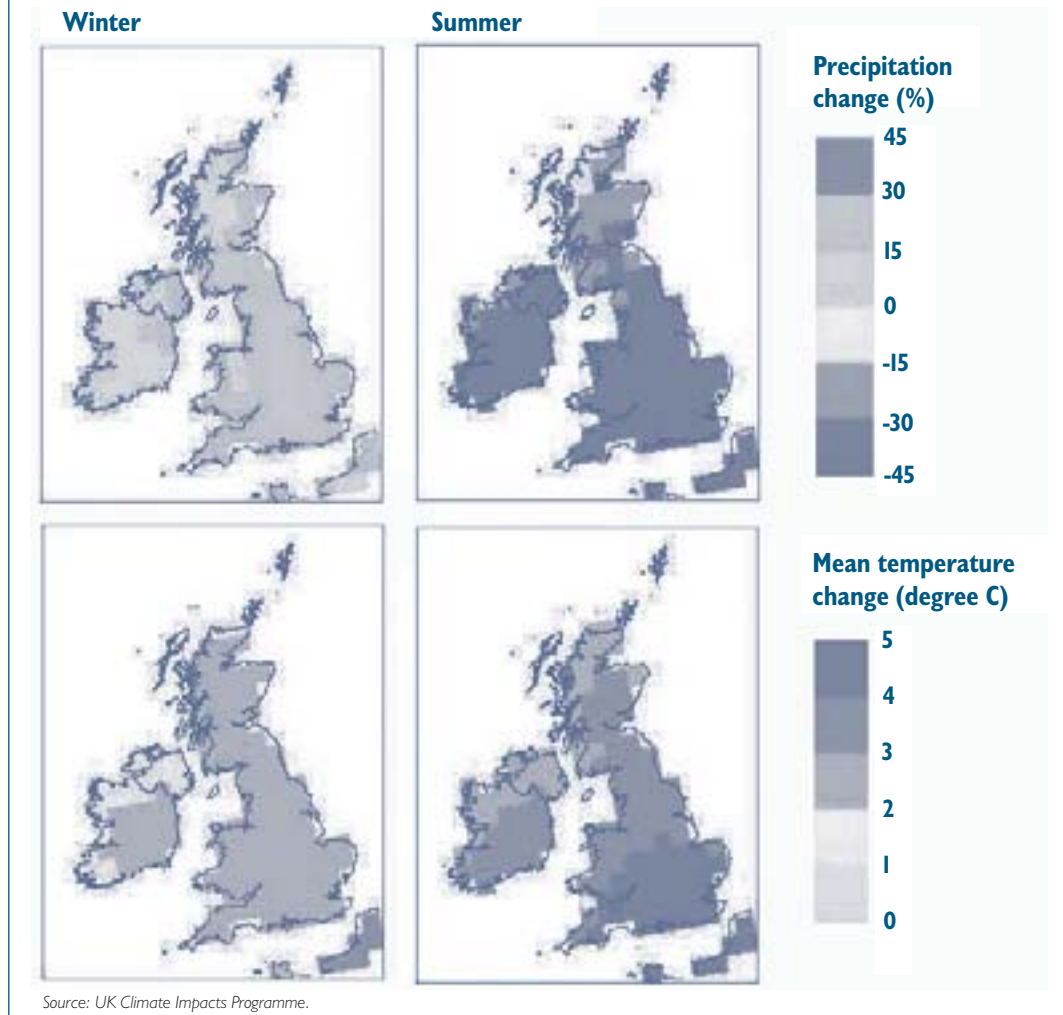 Winter
Summer
Precipitation
change (%)
45
30
15
0
-15
-30
-45
Mean temperature
change (degree C)
5
4
3
2
1
0
Source: UK Climate Impacts Programme.